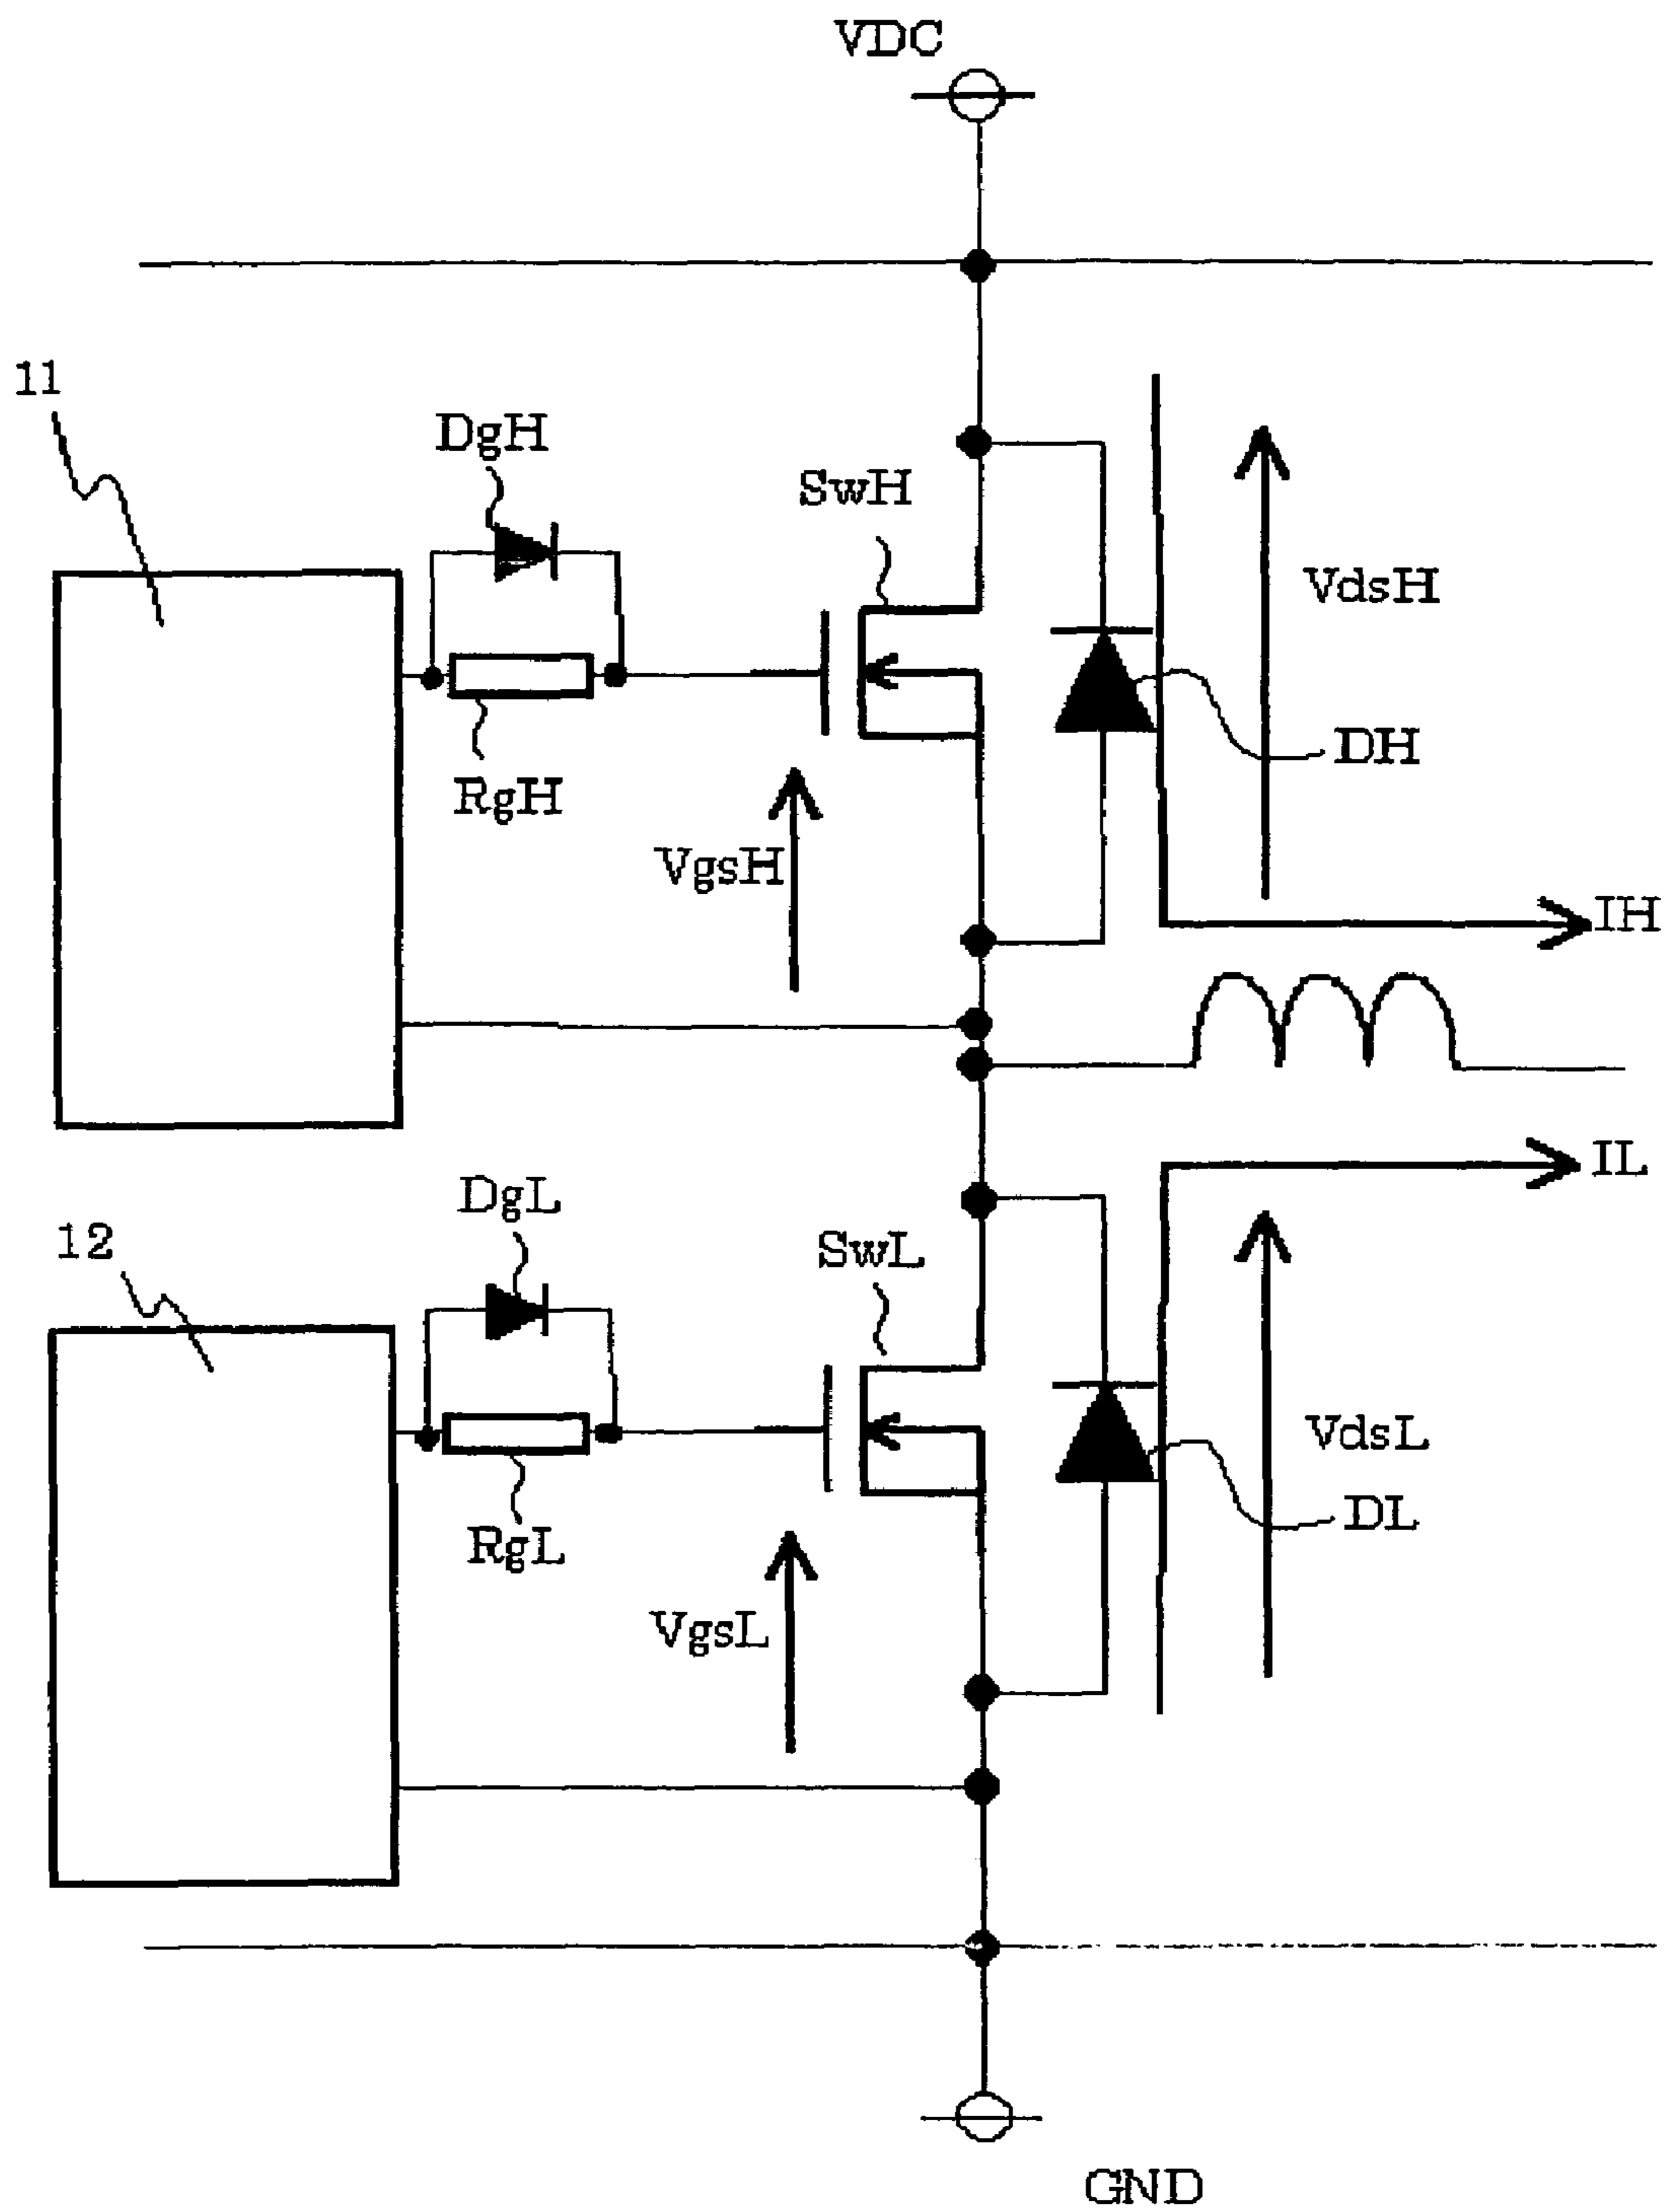 VDC
11
DgH
SwH
VdsH
DH
RgH
VgsH
IH
IL
DgL
12
SwL
VdsL
DL
RgL
VgsL
GND